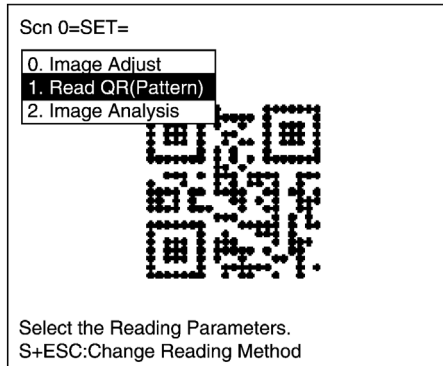 Scn 0=SET=
0. Image Adjust
1. Read QR(Pattern)
2. Image Analysis
Select the Reading Parameters.
S+ESC:Change Reading Method